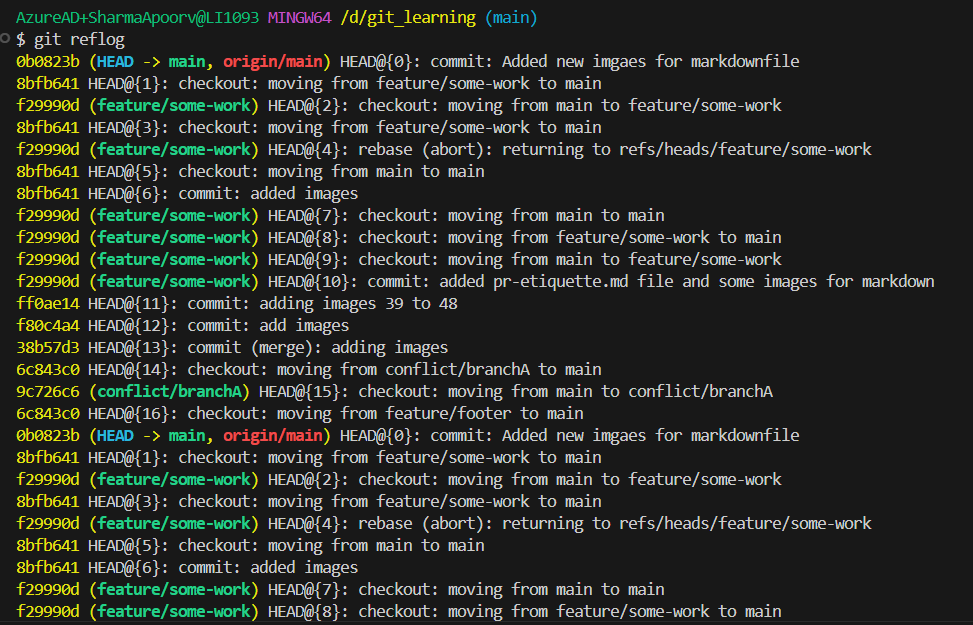 AzureAD+SharmaApoorv@LI1093 MINGW64 /d/git_learning (main)
$ git reflog
0b0823b (HEAD -> main, origin/main) HEAD@{0}: commit: Added new imgaes for markdownfile
8bfb641 HEAD@{1}: checkout: moving from feature/some-work to main
f29990d (feature/some-work) HEAD@{2}: checkout: moving from main to feature/some-work
8bfb641 HEAD@{3}: checkout: moving from feature/some-work to main
f29990d (feature/some-work) HEAD@{4}: rebase (abort): returning to refs/heads/feature/some-work
8bfb641 HEAD@{5}: checkout: moving from main to main
8bfb641 HEAD@{6}: commit: added images
f29990d (feature/some-work) HEAD@{7}: checkout: moving from main to main
f29990d (feature/some-work) HEAD@{8}: checkout: moving from feature/some-work to main
f29990d (feature/some-work) HEAD@{9}: checkout: moving from main to feature/some-work
f29990d (feature/some-work) HEAD@{10}: commit: added pr-etiquette.md file and some images for markdown
ff0ae14 HEAD@{11}: commit: adding images 39 to 48
f80c4a4 HEAD@{12}: commit: add images
38b57d3 HEAD@{13}: commit (merge): adding images
6c843c0 HEAD@{14}: checkout: moving from conflict/branchA to main
9c726c6 (conflict/branchA) HEAD@{15}: checkout: moving from main to conflict/branchA
6c843c0 HEAD@{16}: checkout: moving from feature/footer to main
0b0823b (HEAD -> main, origin/main) HEAD@{0}: commit: Added new imgaes for markdownfile
8bfb641 HEAD@{1}: checkout: moving from feature/some-work to main
f29990d (feature/some-work) HEAD@{2}: checkout: moving from main to feature/some-work
8bfb641 HEAD@{3}: checkout: moving from feature/some-work to main
f29990d (feature/some-work) HEAD@{4}: rebase (abort): returning to refs/heads/feature/some-work
8bfb641 HEAD@{5}: checkout: moving from main to main
8bfb641 HEAD@{6}: commit: added images
f29990d (feature/some-work) HEAD@{7}: checkout: moving from main to main
f29990d (feature/some-work) HEAD@{8}: checkout: moving from feature/some-work to main